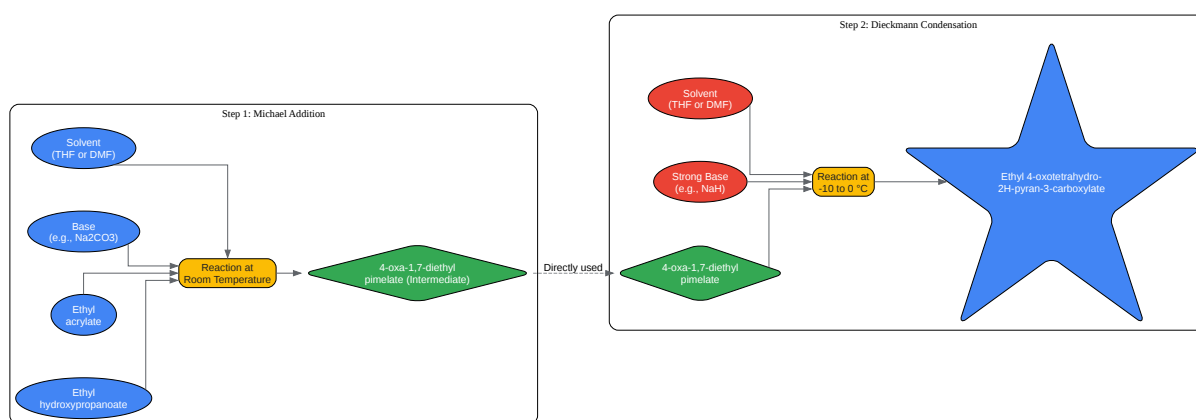 Step 1: Michael Addition
Solvent
(THF or DMF)
Base
(e.g., Na2CO3)
Ethyl
acrylate
Ethyl
hydroxypropanoate
Reaction at
Room Temperature
4-oxa-1,7-diethyl
pimelate (Intermediate)
Directly used
Step 2: Dieckmann Condensation
Solvent
(THF or DMF)
Strong Base
(e.g., NaH)
4-oxa-1,7-diethyl
pimelate
Reaction at
-10 to 0 °C
Ethyl 4-oxotetrahydro-
2H-pyran-3-carboxylate